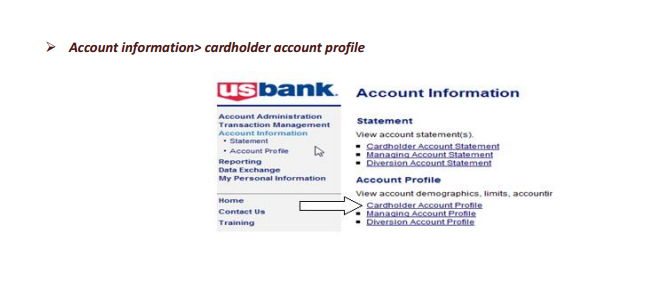 Account information> cardholder account profile
usbank.
Account Information
Account Administration
Transaction Management
Account Information
• Statement
• Account Profile
Reporting
Data Exchange
My Personal Information
Home
Contact Us
Training
Statement
View account statement(s).
Cardholder Account Statement
Managing Account Statement
Diversion Account Statement
Account Profile
View account demographics, limits, accountin
Cardholder Account Profile
Managing Account Profile
Diversion Account Profile